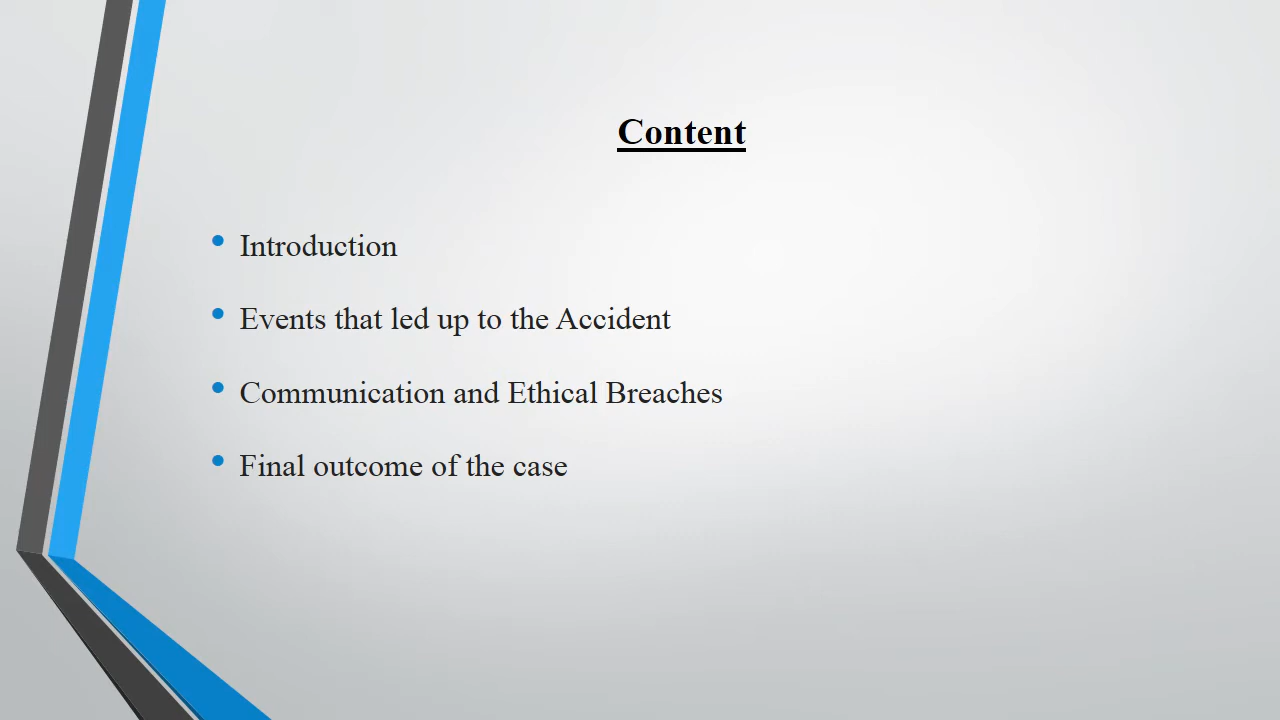 Content
• Introduction
• Events that led up to the Accident
• Communication and Ethical Breaches
• Final outcome of the case